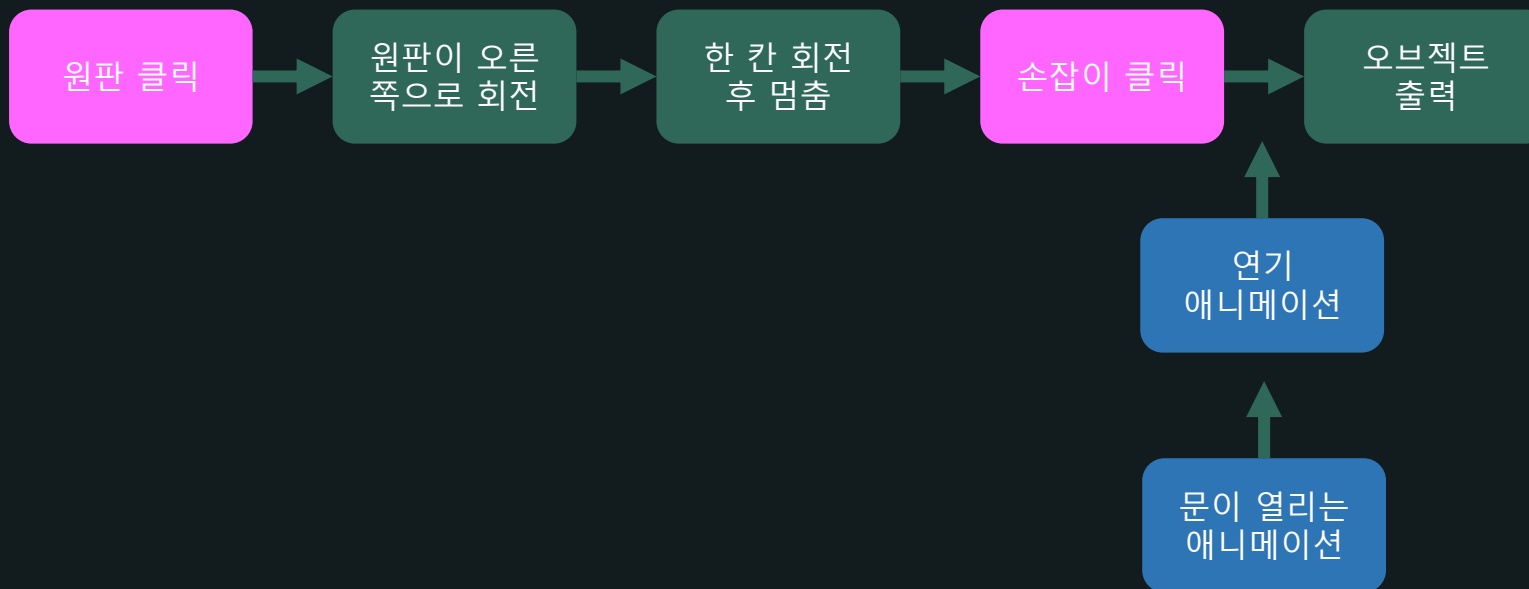 원판 클릭
원판이 오른
쪽으로 회전
한 칸 회전
후 멈춤
손잡이 클릭
오브젝트
출력
연기
애니메이션
문이 열리는
애니메이션